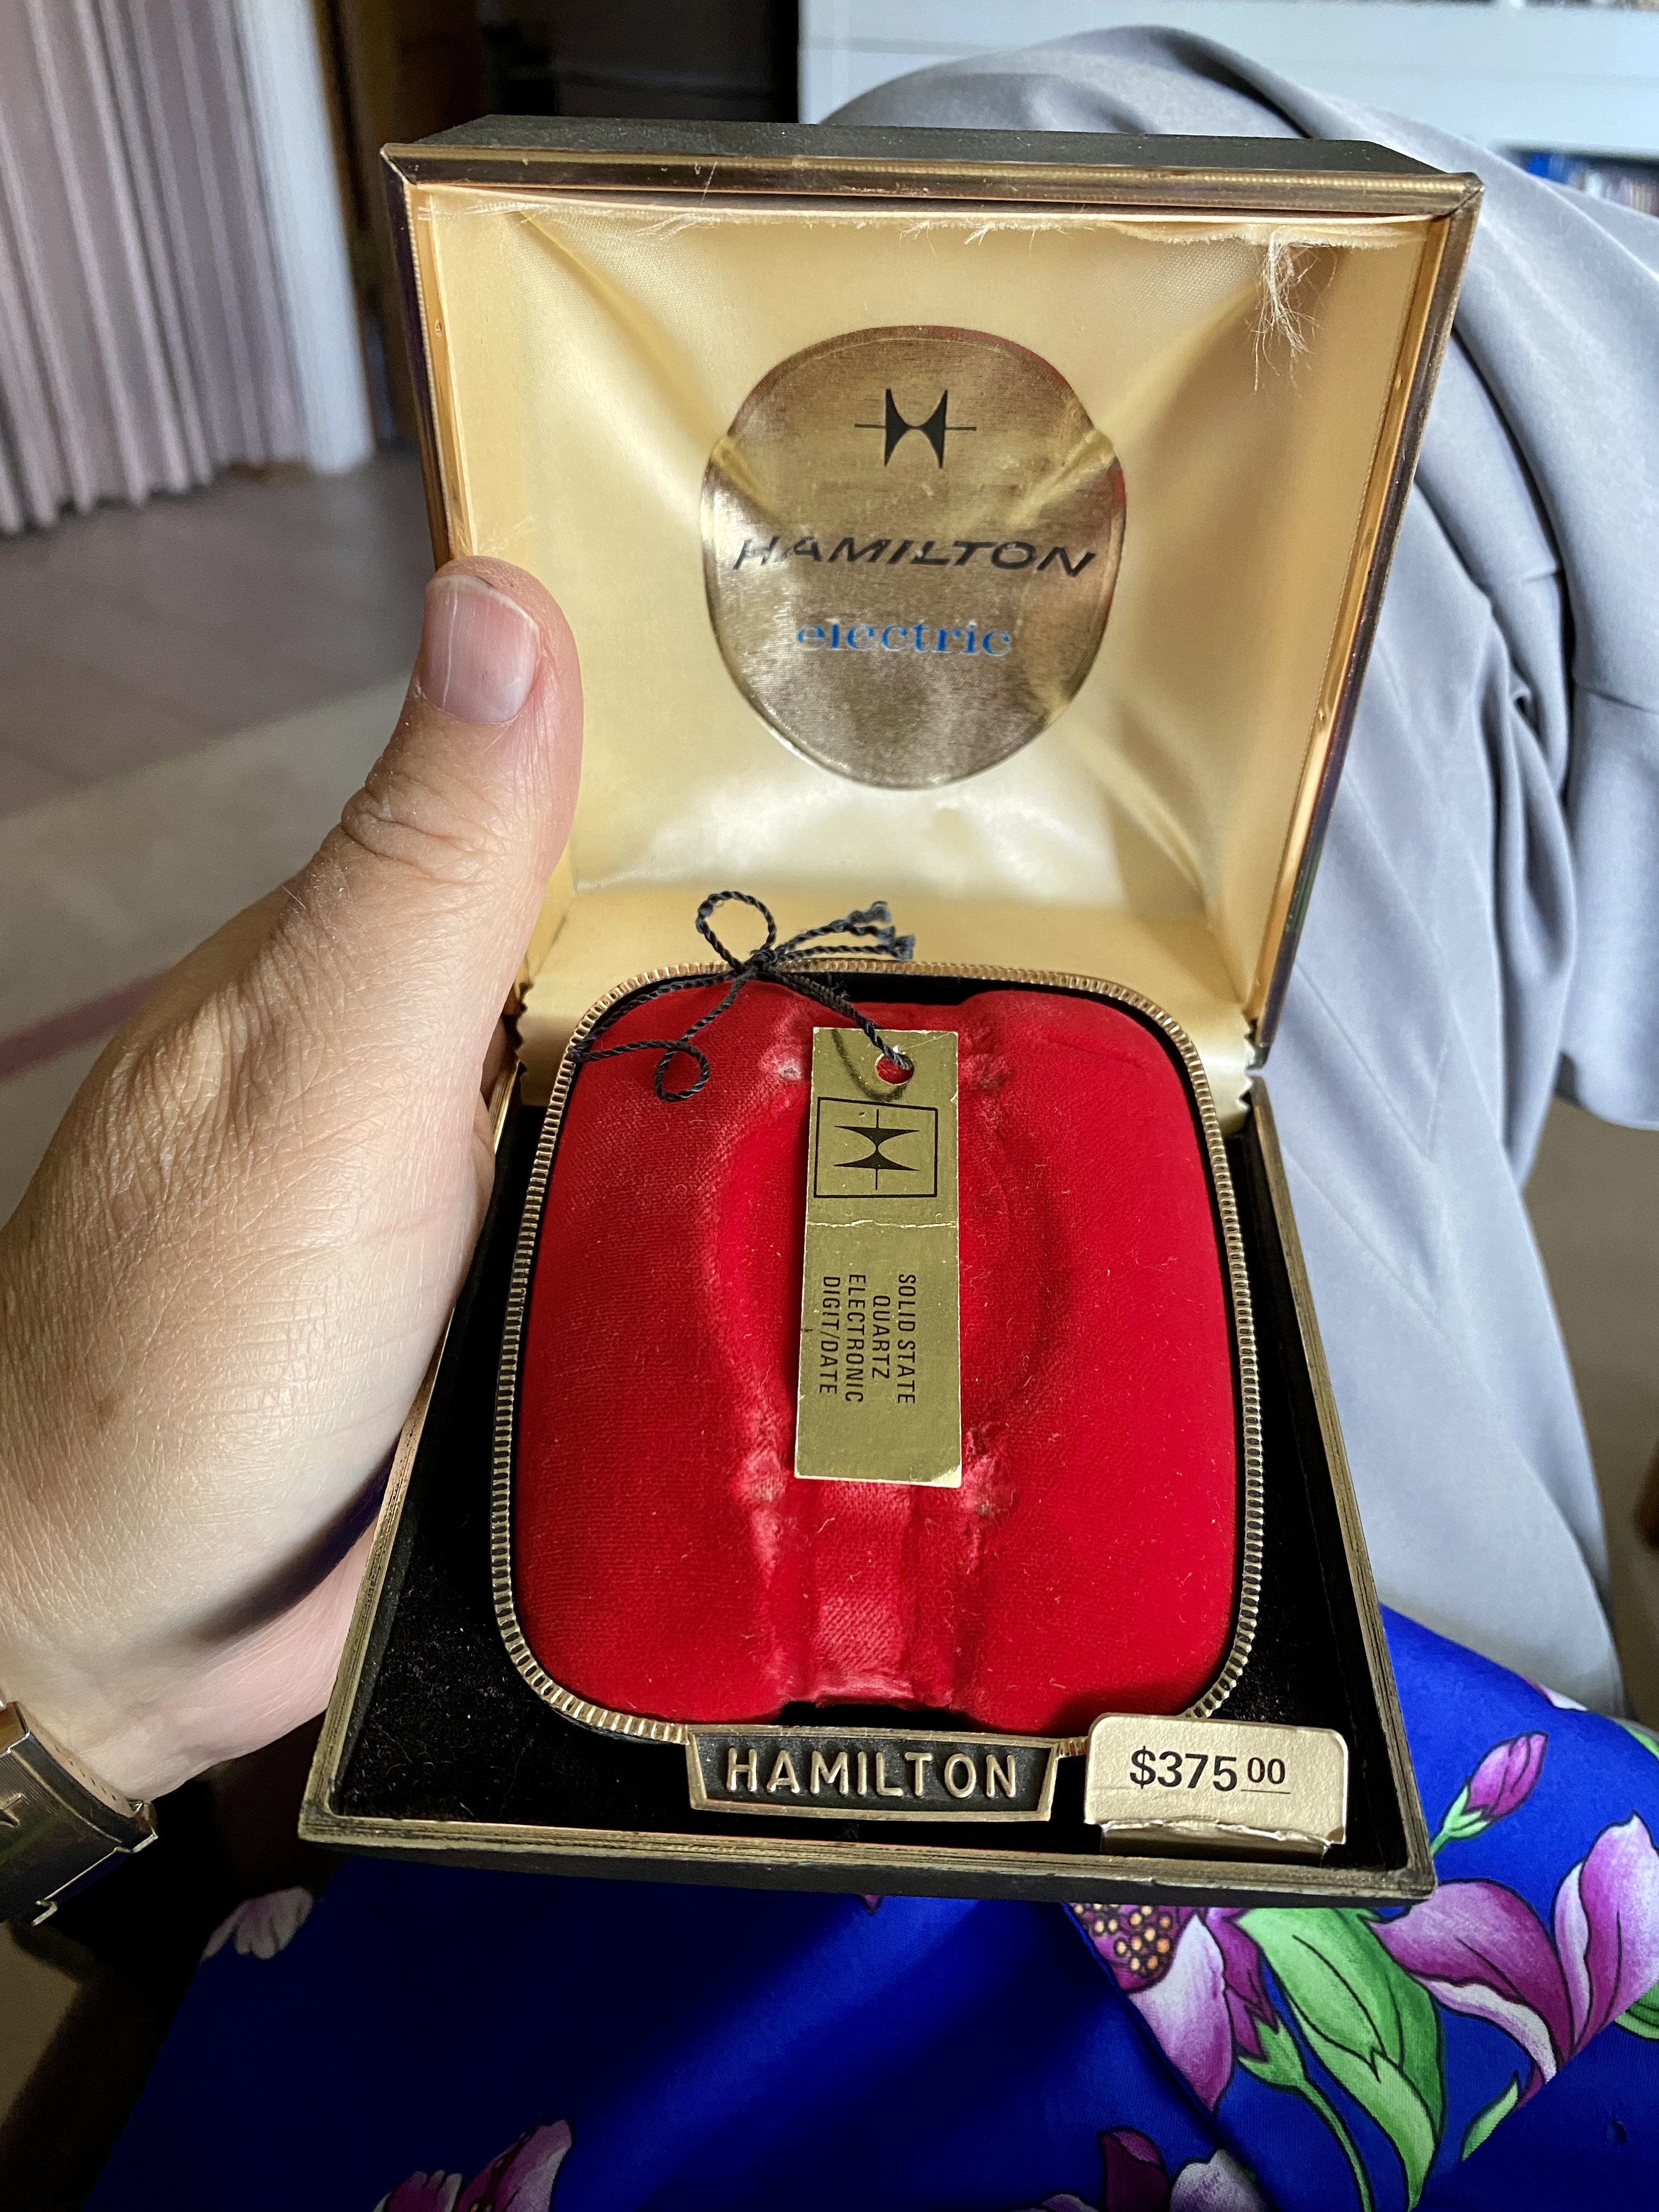 HAMILTON
electric
SOLID STATE
QUARTZ
ELECTRONIC
DIGIT/DATE
HAMILTON
$375.00